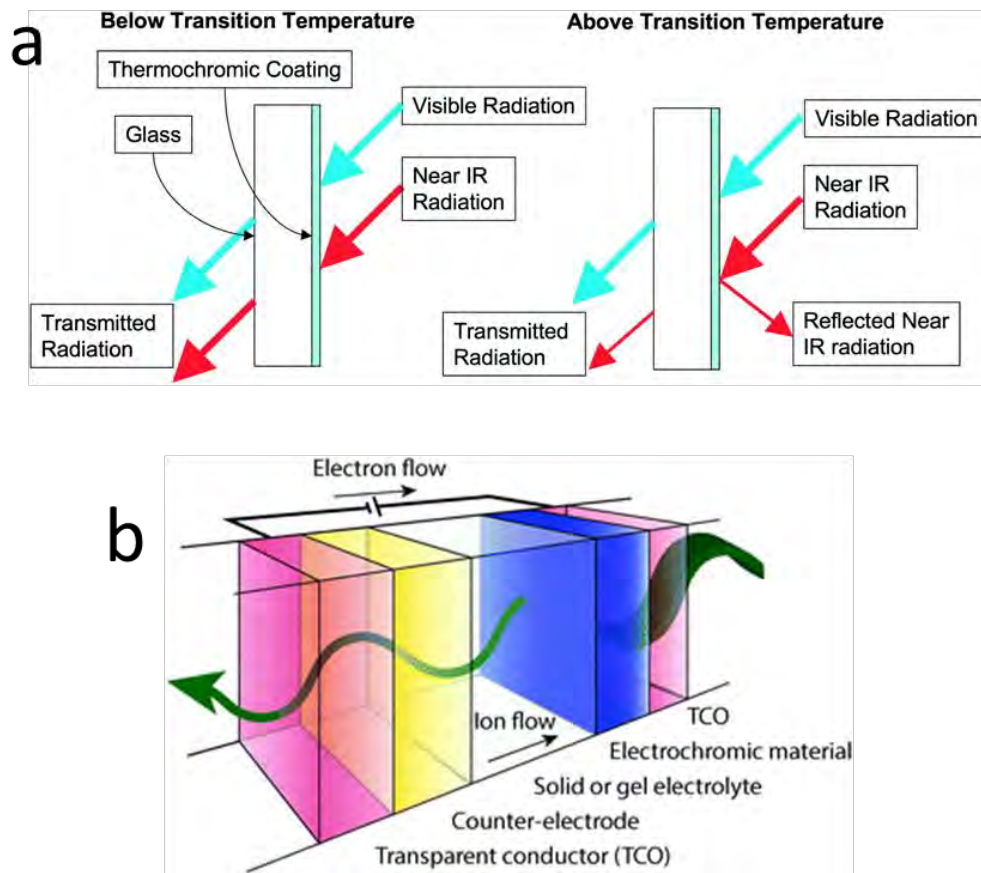 a
Below Transition Temperature
Thermochromic Coating
Glass
Visible Radiation
Near IR
Radiation
Transmitted
Radiation
Above Transition Temperature
Visible Radiation
Near IR
Radiation
Transmitted
Radiation
Reflected Near
IR radiation
b
Electron flow
Ion flow
TCO
Electrochromic material
Solid or gel electrolyte
Counter-electrode
Transparent conductor (TCO)